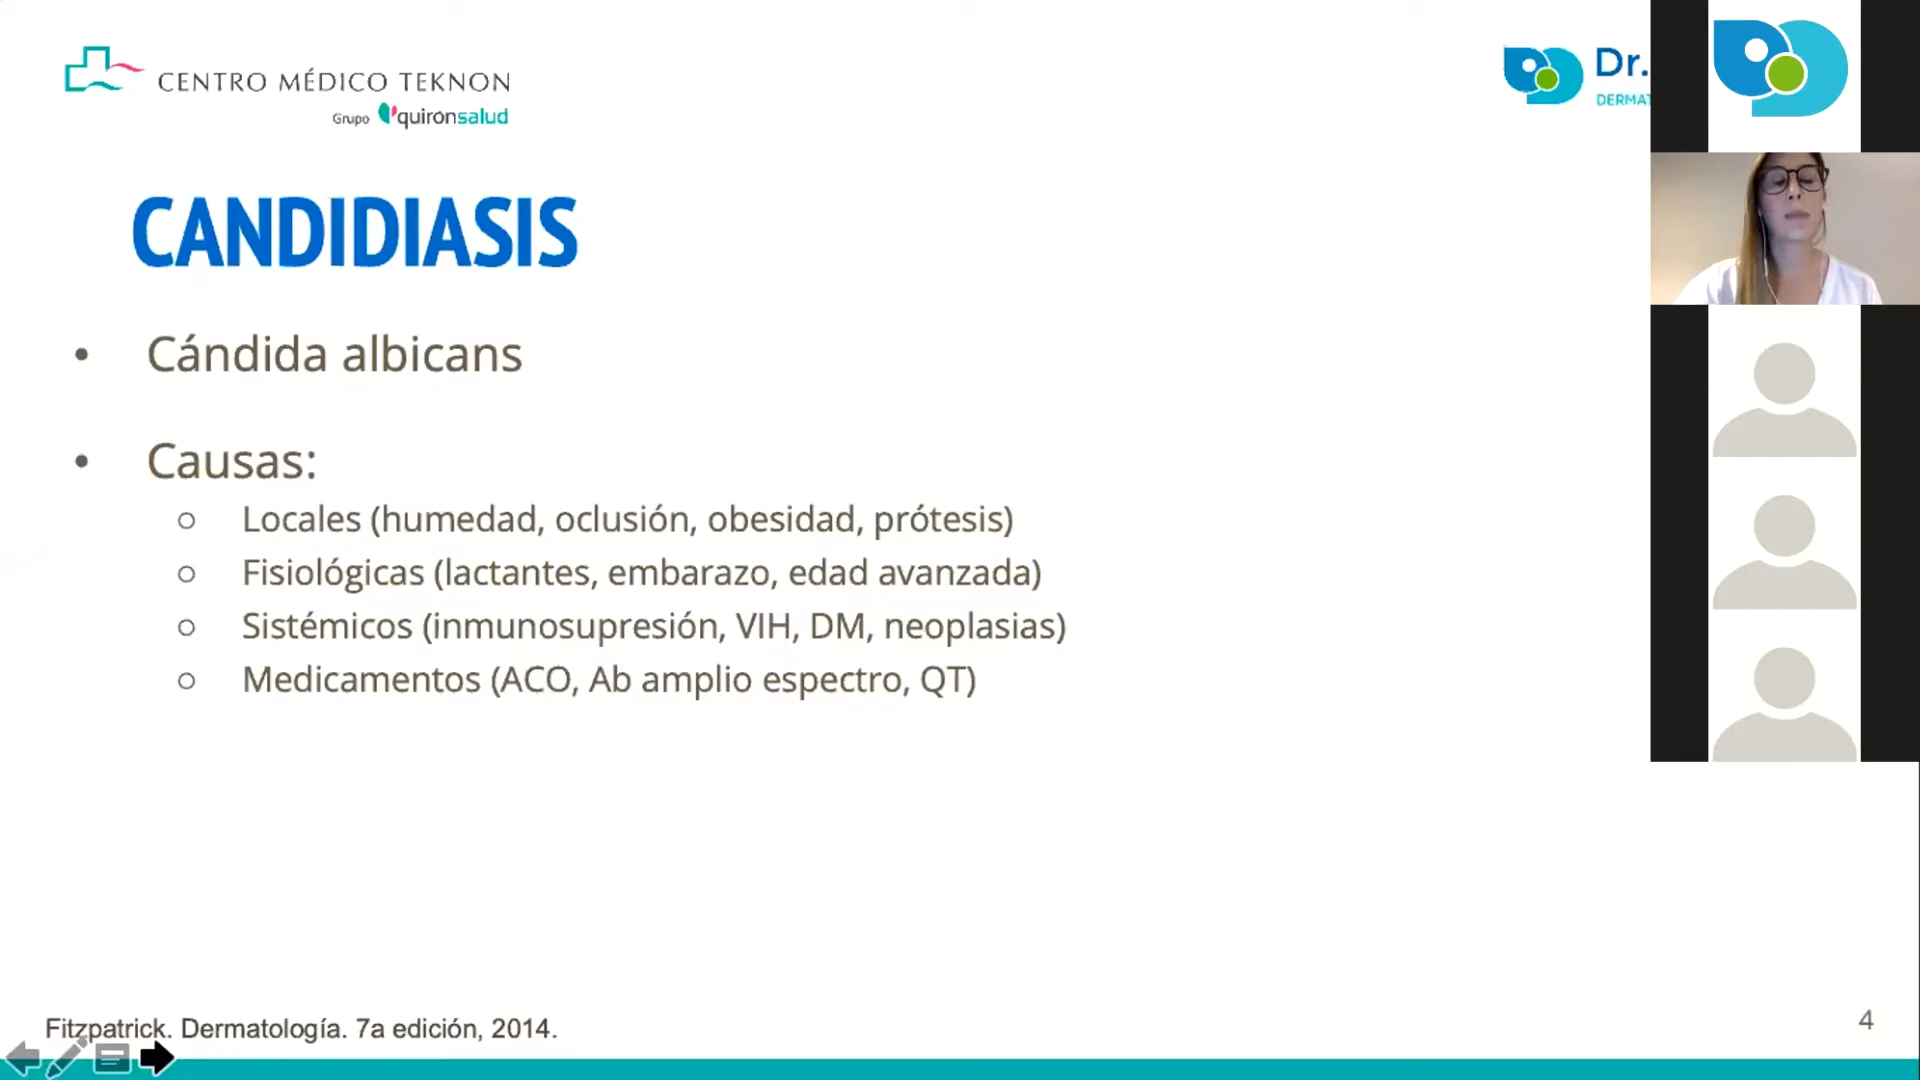 CENTRO MÉDICO TEKNON
Grupo quirónsalud
Dr.
DERMAT
CANDIDIASIS
• Cándida albicans
• Causas:
○ Locales (humedad, oclusión, obesidad, prótesis)
○ Fisiológicas (lactantes, embarazo, edad avanzada)
○ Sistémicos (inmunosupresión, VIH, DM, neoplasias)
○ Medicamentos (ACO, Ab amplio espectro, QT)
Fitzpatrick. Dermatología. 7a edición, 2014.
4